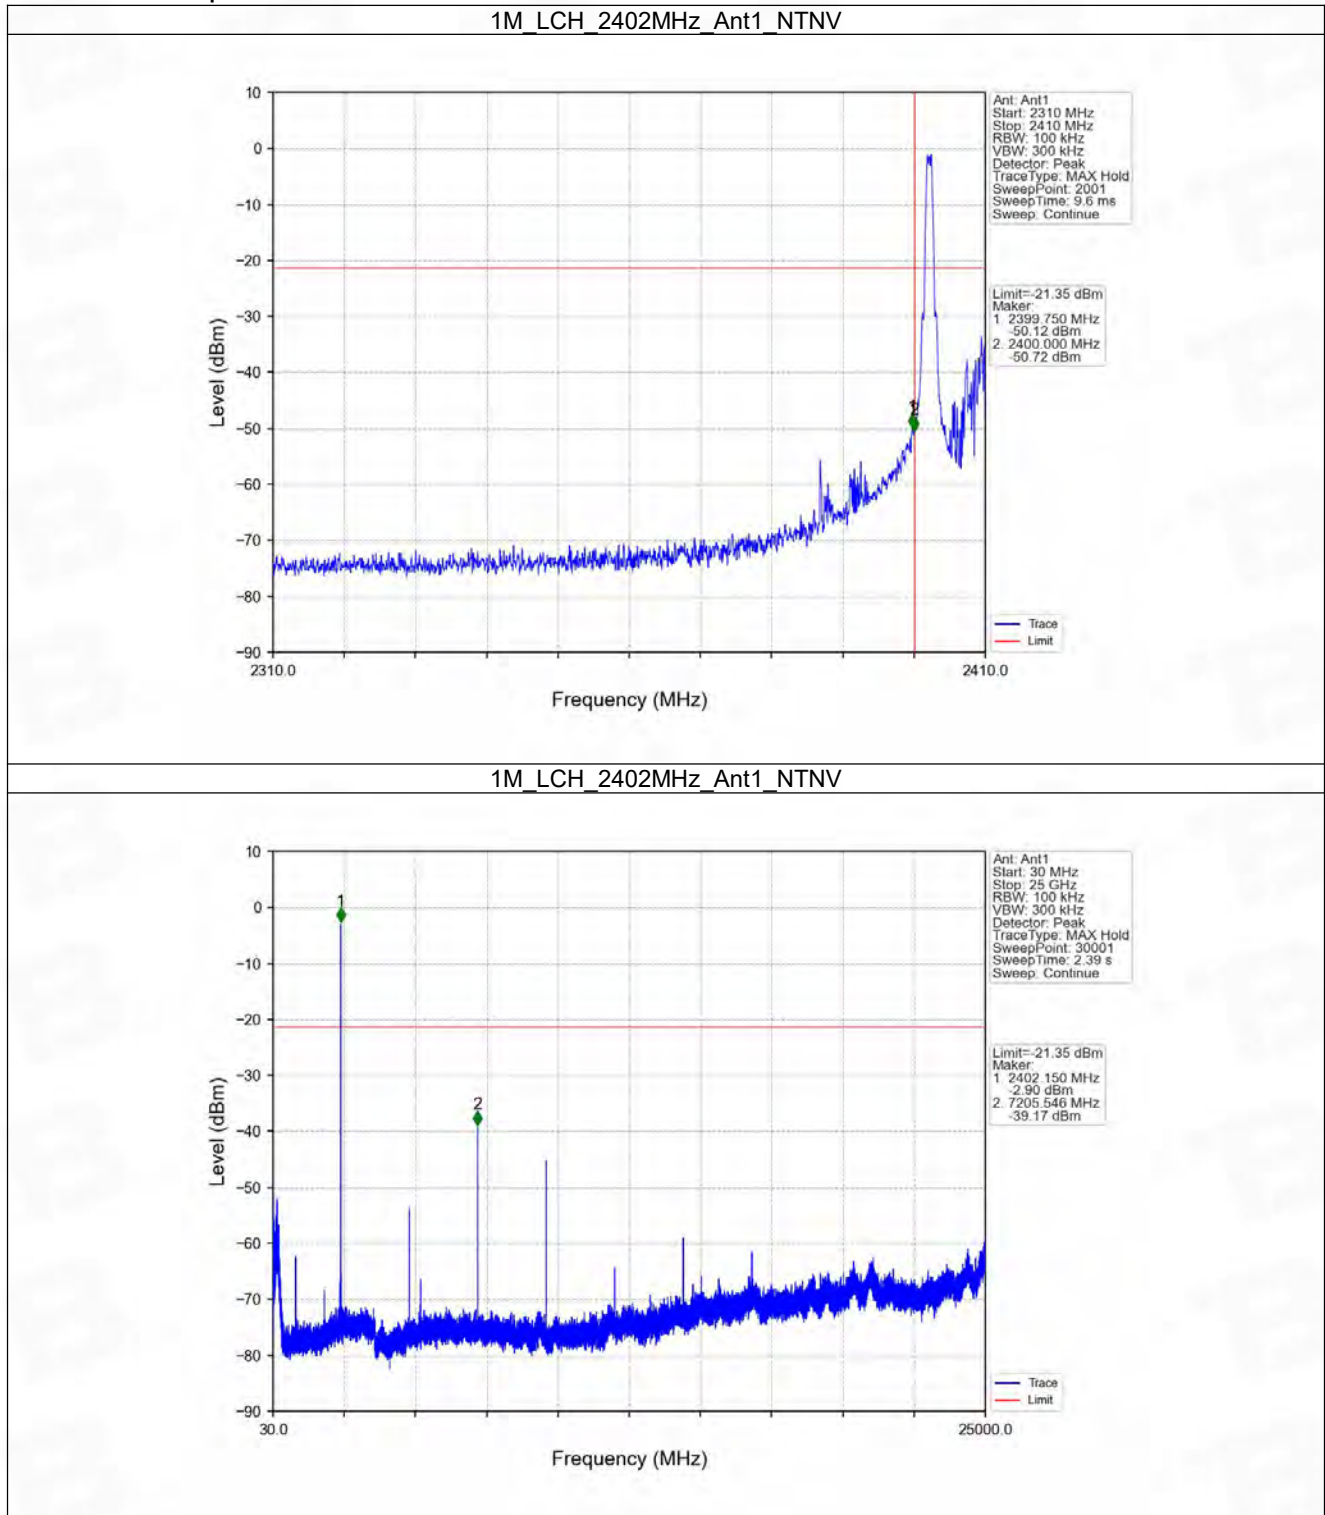 1M_LCH_2402MHz_Ant1_NTNV
10
0
−10
−20
−30
−40
−50
−60
−70
−80
−90
Level (dBm)
1
2
2310.0
2410.0
Frequency (MHz)
Ant: Ant1
Start: 2310 MHz
Stop: 2410 MHz
RBW: 100 kHz
VBW: 300 kHz
Detector: Peak
TraceType: MAX Hold
SweepPoint: 2001
SweepTime: 9.6 ms
Sweep: Continue
Limit=-21.35 dBm
Maker:
1. 2399.750 MHz
-50.12 dBm
2. 2400.000 MHz
-50.72 dBm
Trace
Limit
1M_LCH_2402MHz_Ant1_NTNV
10
0
−10
−20
−30
−40
−50
−60
−70
−80
−90
Level (dBm)
1
2
30.0
25000.0
Frequency (MHz)
Ant: Ant1
Start: 30 MHz
Stop: 25 GHz
RBW: 100 kHz
VBW: 300 kHz
Detector: Peak
TraceType: MAX Hold
SweepPoint: 30001
SweepTime: 2.39 s
Sweep: Continue
Limit=-21.35 dBm
Maker:
1. 2402.150 MHz
-2.90 dBm
2. 7205.546 MHz
-39.17 dBm
Trace
Limit